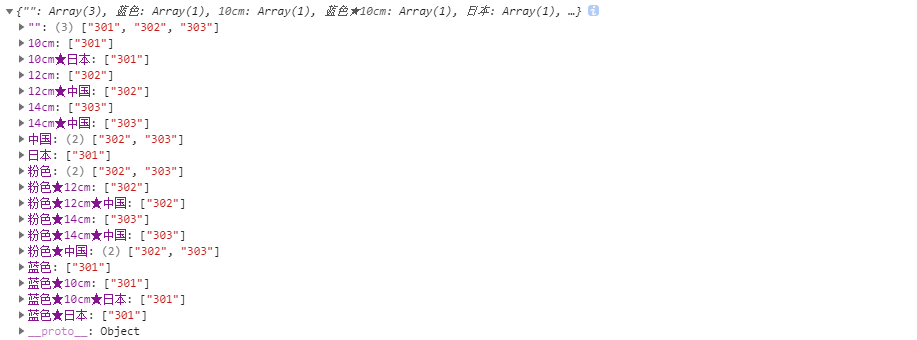 {"": Array(3), 蓝色: Array(1), 10cm: Array(1), 蓝色★10cm: Array(1), 日本: Array(1), …}
"": (3) ["301", "302", "303"]
10cm: ["301"]
10cm★日本: ["301"]
12cm: ["302"]
12cm★中国: ["302"]
14cm: ["303"]
14cm★中国: ["303"]
中国: (2) ["302", "303"]
日本: ["301"]
粉色: (2) ["302", "303"]
粉色★12cm: ["302"]
粉色★12cm★中国: ["302"]
粉色★14cm: ["303"]
粉色★14cm★中国: ["303"]
粉色★中国: (2) ["302", "303"]
蓝色: ["301"]
蓝色★10cm: ["301"]
蓝色★10cm★日本: ["301"]
蓝色★日本: ["301"]
__proto__: Object